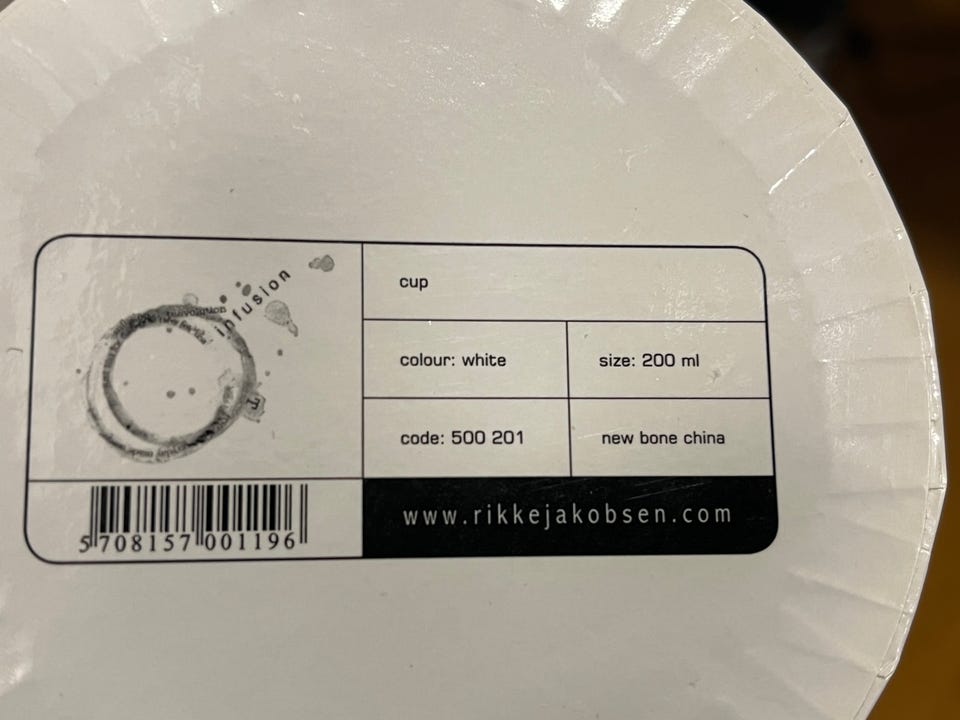 infusion
cup
colour: white
size: 200 ml
code: 500 201
new bone china
5 708157 001196
www.rikkejakobsen.com